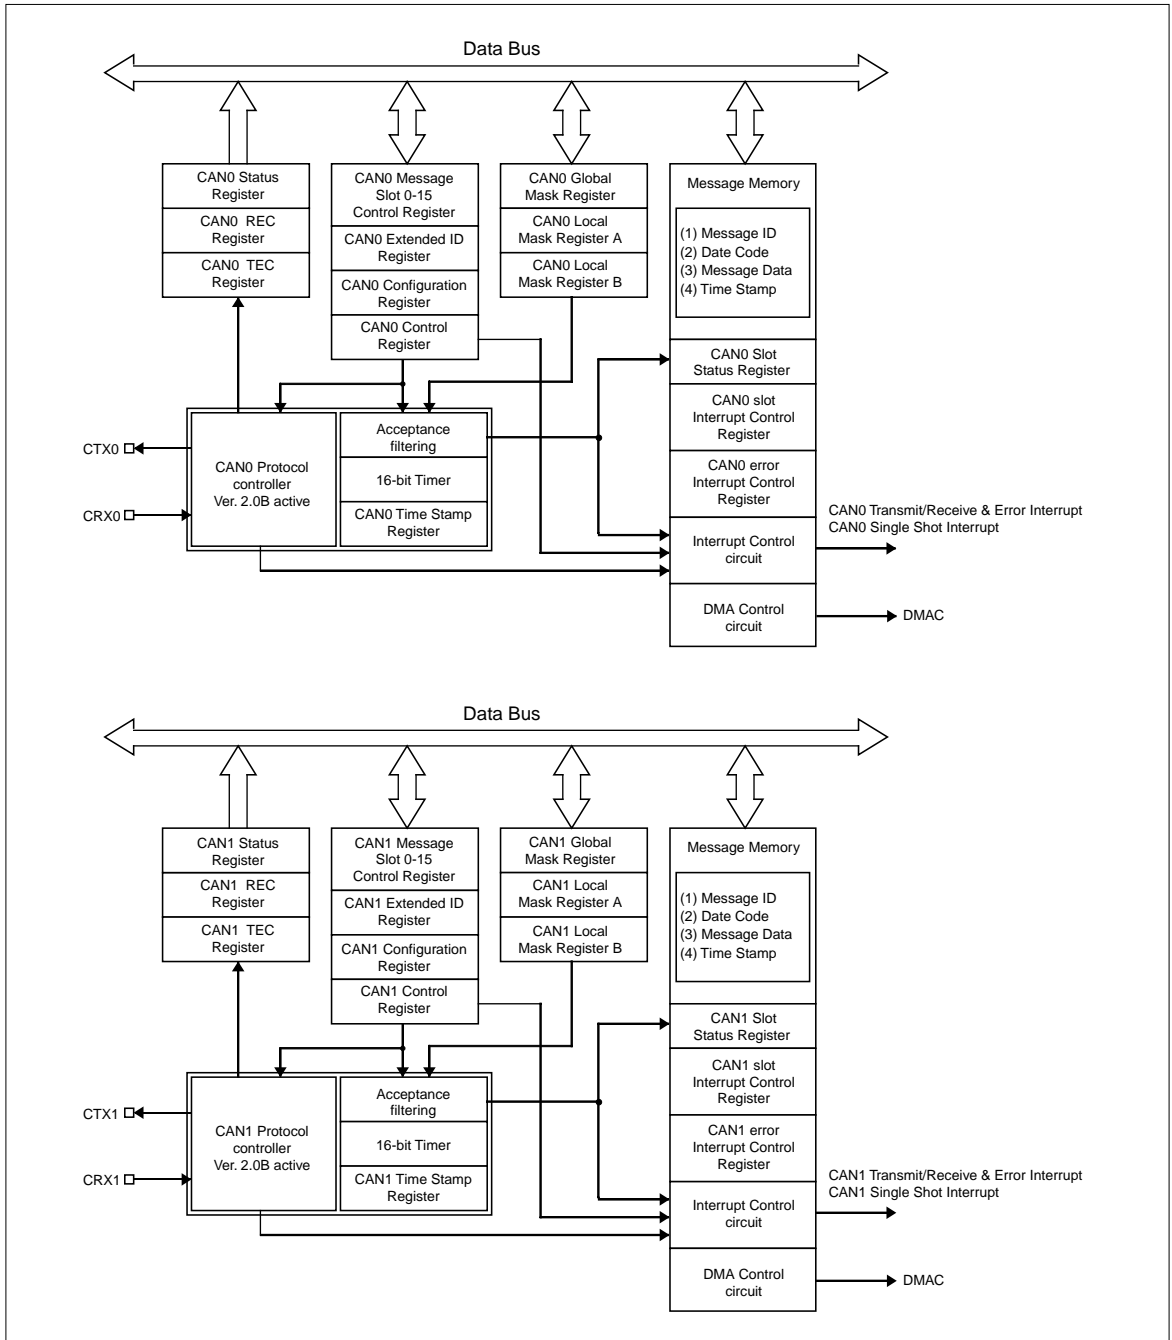 Data Bus
CAN0 Status
Register
CAN0 REC
Register
CAN0 TEC
Register
CAN0 Message
Slot 0-15
Control Register
CAN0 Extended ID
Register
CAN0 Configuration
Register
CAN0 Control
Register
CAN0 Global
Mask Register
CAN0 Local
Mask Register A
CAN0 Local
Mask Register B
Message Memory
(1) Message ID
(2) Date Code
(3) Message Data
(4) Time Stamp
CAN0 Slot
Status Register
CAN0 slot
Interrupt Control
Register
CAN0 error
Interrupt Control
Register
Interrupt Control
circuit
DMA Control
circuit
CTX0
CRX0
CAN0 Protocol
controller
Ver. 2.0B active
Acceptance
filtering
16-bit Timer
CAN0 Time Stamp
Register
CAN0 Transmit/Receive & Error Interrupt
CAN0 Single Shot Interrupt
DMAC
Data Bus
CAN1 Status
Register
CAN1 REC
Register
CAN1 TEC
Register
CAN1 Message
Slot 0-15
Control Register
CAN1 Extended ID
Register
CAN1 Configuration
Register
CAN1 Control
Register
CAN1 Global
Mask Register
CAN1 Local
Mask Register A
CAN1 Local
Mask Register B
Message Memory
(1) Message ID
(2) Date Code
(3) Message Data
(4) Time Stamp
CAN1 Slot
Status Register
CAN1 slot
Interrupt Control
Register
CAN1 error
Interrupt Control
Register
Interrupt Control
circuit
DMA Control
circuit
CTX1
CRX1
CAN1 Protocol
controller
Ver. 2.0B active
Acceptance
filtering
16-bit Timer
CAN1 Time Stamp
Register
CAN1 Transmit/Receive & Error Interrupt
CAN1 Single Shot Interrupt
DMAC